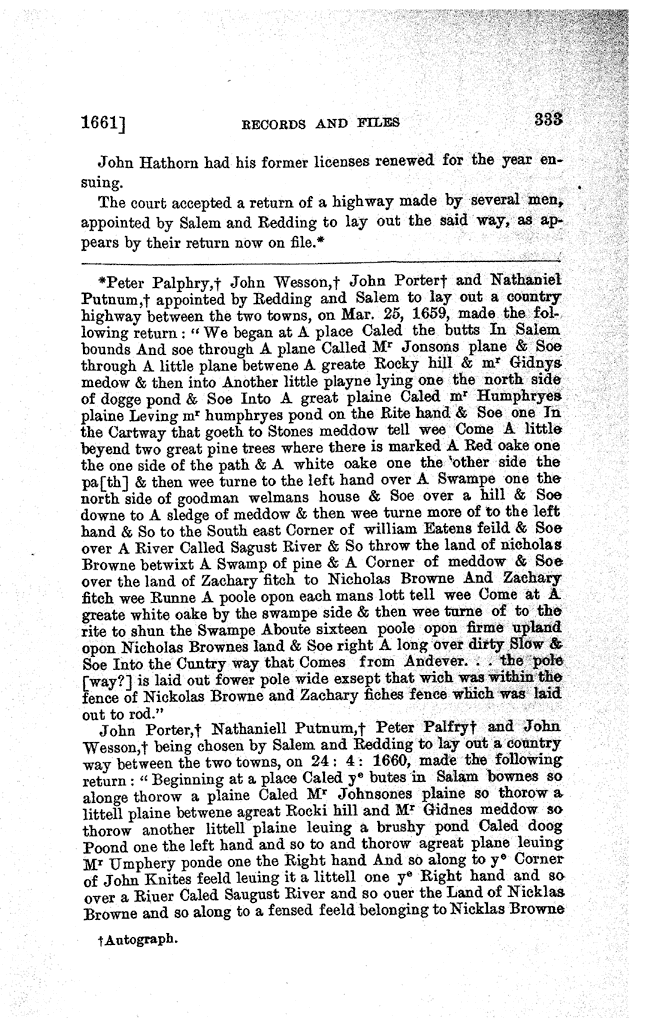 1661] RECORDS AND FILES 333
John Hathorn had his former licenses renewed for the year en-
suing.
The court accepted a return of a highway made by several men,
appointed by Salem and Redding to lay out the said way, as ap-
pears by their return now on file.*
*Peter Palphry,† John Wesson,† John Porter† and Nathaniel
Putnum,† appointed by Redding and Salem to lay out a country
highway between the two towns, on Mar. 25, 1659, made the fol-
lowing return: "We began at A place Caled the butts In Salem
bounds And soe through A plane Called Mr Jonsons plane & Soe
through A little plane betwene A greate Rocky hill & mr Gidnys
medow & then into Another little playne lying one the north side
of dogge pond & Soe Into A great plaine Caled mr Humphryes
plaine Leving mr humphryes pond on the Rite hand & Soe one In
the Cartway that goeth to Stones meddow tell wee Come A little
beyend two great pine trees where there is marked A Red oake one
the one side of the path & A white oake one the 'other side the
pa[th] & then wee turne to the left hand over A Swampe one the
north side of goodman welmans house & Soe over a hill & Soe
downe to A sledge of meddow & then wee turne more of to the left
hand & So to the South east Corner of william Eatens feild & Soe
over A River Called Sagust River & So throw the land of nicholas
Browne betwixt A Swamp of pine & A Corner of meddow & Soe
over the land of Zachary fitch to Nicholas Browne And Zachary
fitch wee Runne A poole opon each mans lott tell wee Come at A
greate white oake by the swampe side & then wee turne of to the
rite to shun the Swampe Aboute sixteen poole opon firme upland
opon Nicholas Brownes land & Soe right A long over dirty Slow &
Soe Into the Cuntry way that Comes from Andever. . . the pole
[way?] is laid out fower pole wide exsept that wich was within the
fence of Nickolas Browne and Zachary fiches fence which was laid
out to rod."
John Porter,† Nathaniell Putnum,† Peter Palfry† and John
Wesson,† being chosen by Salem and Redding to lay out a country
way between the two towns, on 24: 4: 1660, made the following
return: "Beginning at a place Caled ye butes in Salam bownes so
alonge thorow a plaine Caled Mr Johnsones plaine so thorow a
littell plaine betwene agreat Rocki hill and Mr Gidnes meddow so
thorow another littell plaine leuing a brushy pond Caled doog
Poond one the left hand and so to and thorow agreat plane leuing
Mr Umphery ponde one the Right hand And so along to ye Corner
of John Knites feeld leuing it a littell one ye Right hand and so
over a Riuer Caled Saugust River and so ouer the Land of Nicklas
Browne and so along to a fensed feeld belonging to Nicklas Browne
†Autograph.